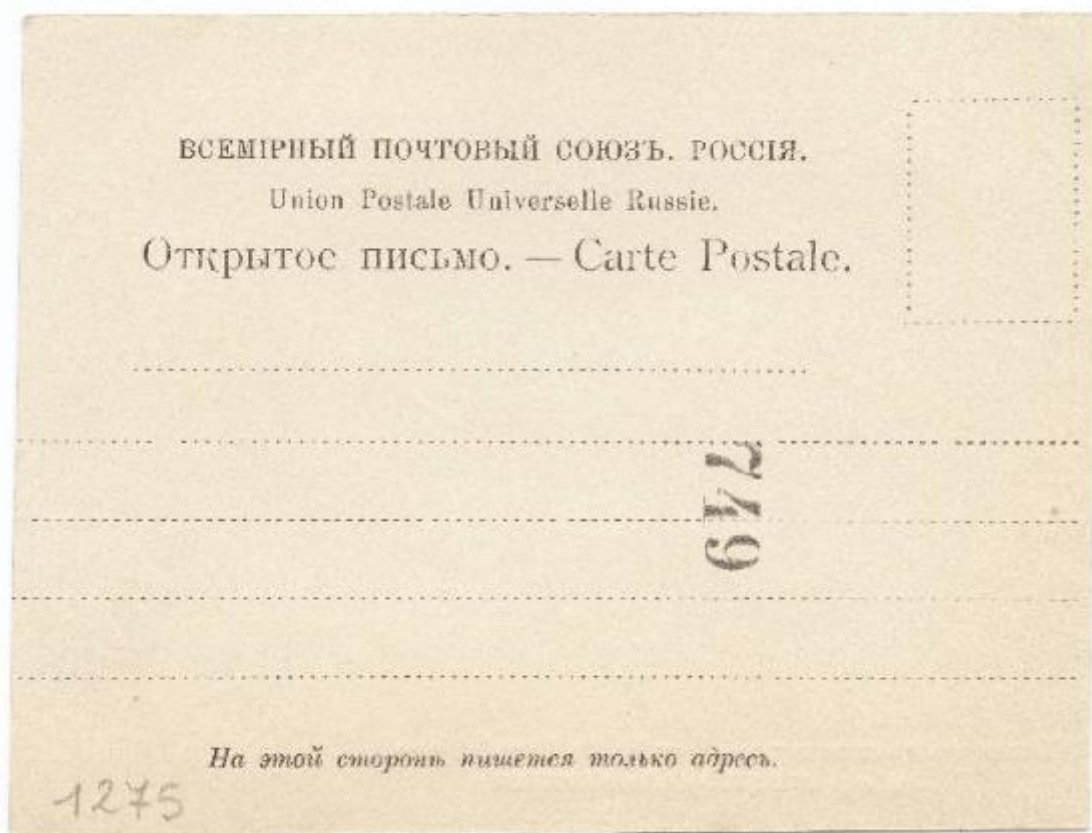 ВСЕМІРНЫЙ ПОЧТОВЫЙ СОЮЗЪ. РОССІЯ.
Union Postale Universelle Russie.
Открытое письмо. — Carte Postale.
749
На этой сторонѣ пишется только адресъ.
1275